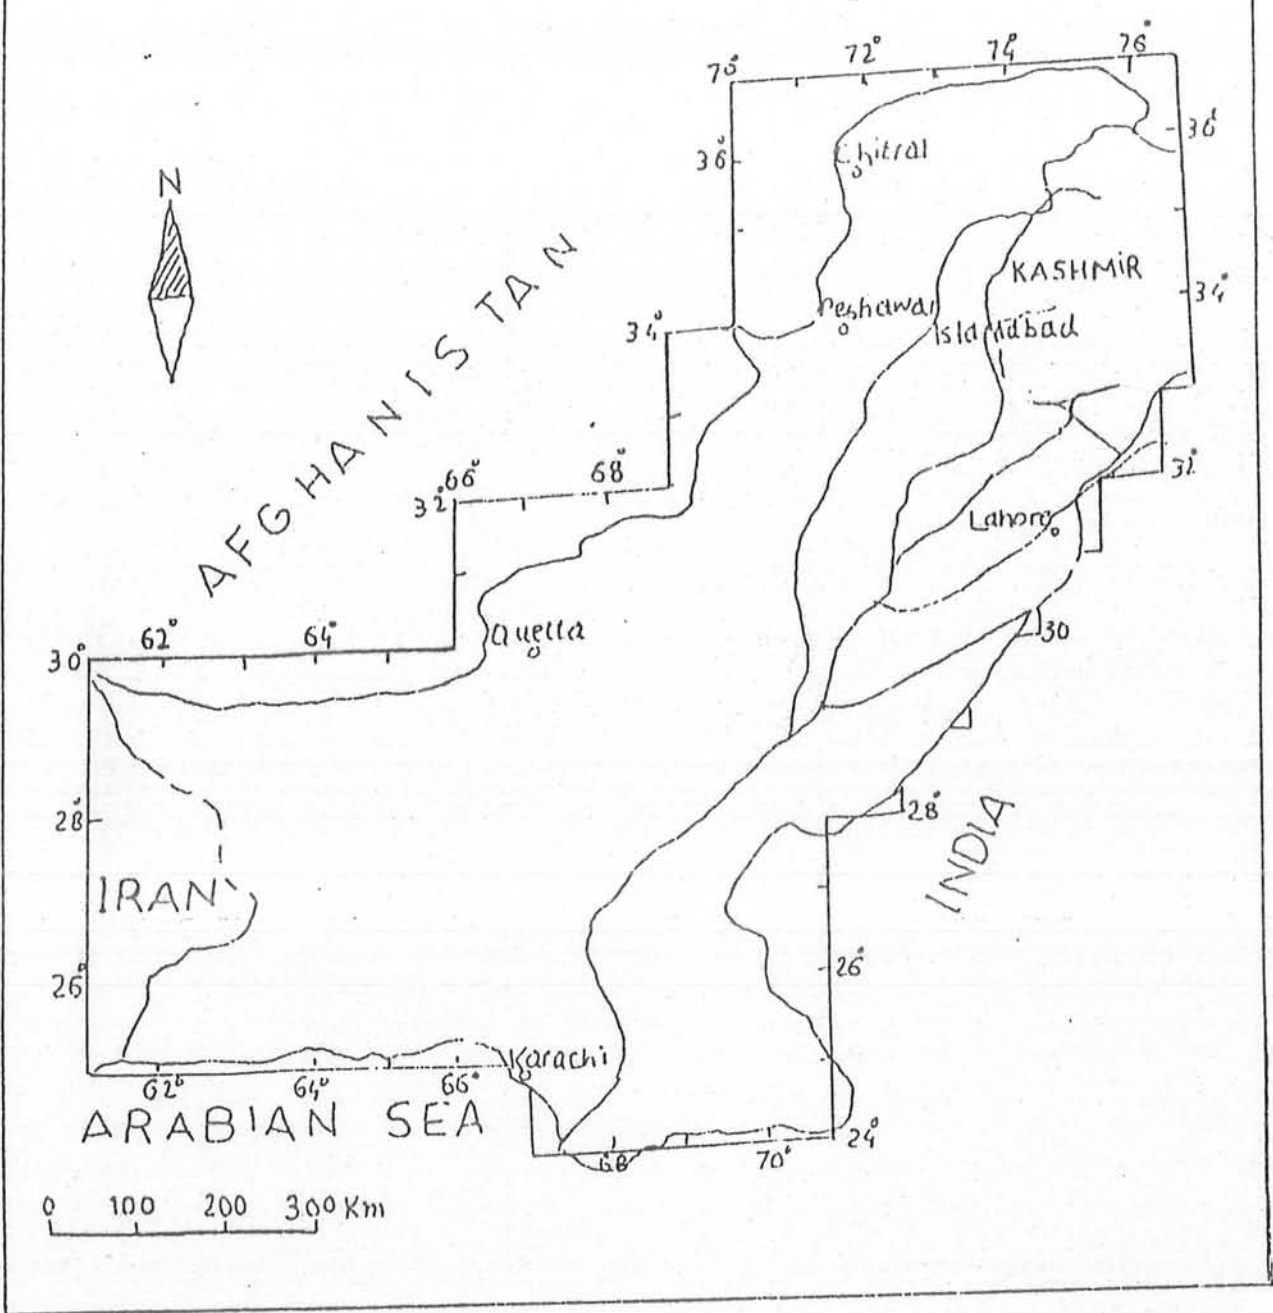 70° 72° 74° 76°
36° Chitral 36°
N
AFGHANISTAN
KASHMIR
34° Peshawar Islamabad 34°
66° 68°
32° 32°
Lahore
62° 64°
30° Quetta 30
28° 28°
INDIA
IRAN
26° 26°
Karachi
62° 64° 66°
ARABIAN SEA 24°
68 70°
0 100 200 300 Km